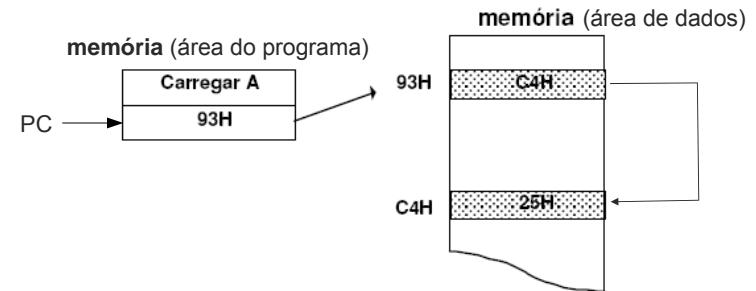 memória (área de dados)
memória (área do programa)
Carregar A
93H
C4H
PC
93H
C4H
25H